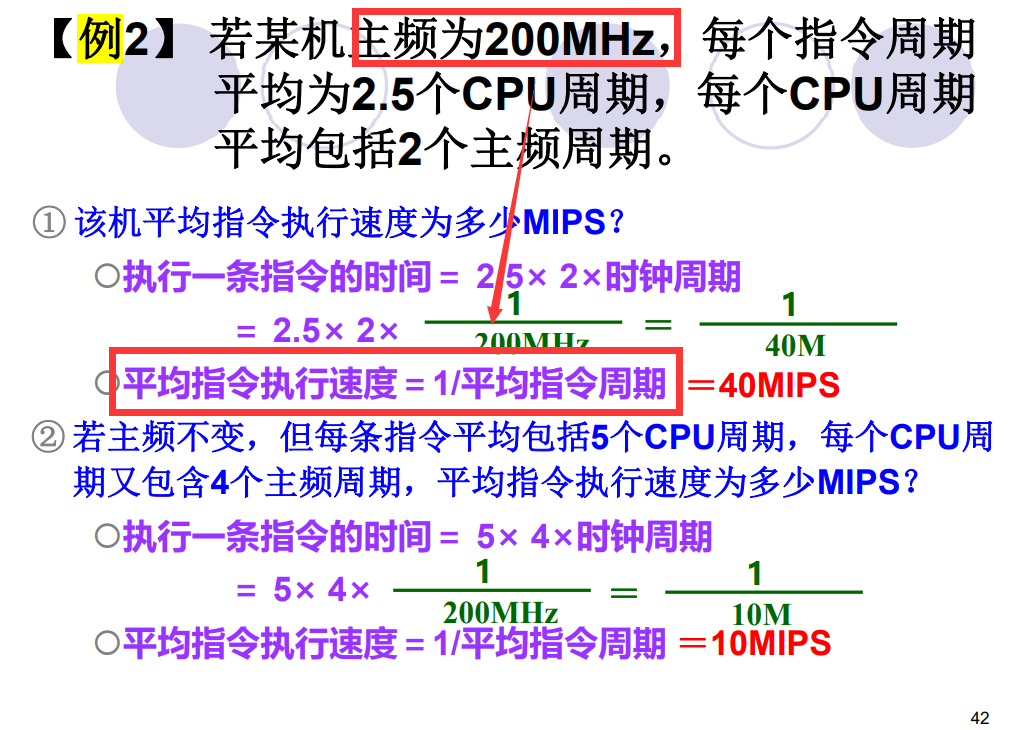 【例2】 若某机主频为200MHz，每个指令周期
平均为2.5个CPU周期，每个CPU周期
平均包括2个主频周期。
① 该机平均指令执行速度为多少MIPS？
○执行一条指令的时间＝ 2.5× 2×时钟周期
1
1
＝ 2.5× 2×
＝
200MHz
40M
○平均指令执行速度＝1/平均指令周期 ＝40MIPS
② 若主频不变，但每条指令平均包括5个CPU周期，每个CPU周
期又包含4个主频周期，平均指令执行速度为多少MIPS？
○执行一条指令的时间＝ 5× 4×时钟周期
1
1
＝ 5× 4×
＝
200MHz
10M
○平均指令执行速度＝1/平均指令周期 ＝10MIPS
42